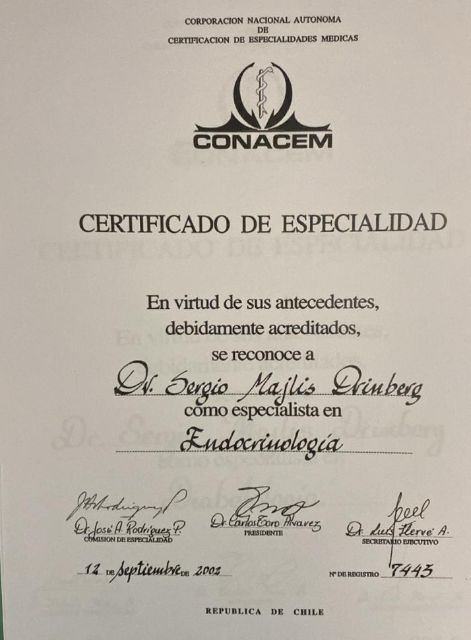 CORPORACION NACIONAL AUTONOMA
DE
CERTIFICACION DE ESPECIALIDADES MEDICAS
CONACEM
CERTIFICADO DE ESPECIALIDAD
En virtud de sus antecedentes,
debidamente acreditados,
se reconoce a
Dr. Sergio Majlis Drinberg
como especialista en
Endocrinología
Dr. José A. Rodríguez P. Dr. Carlos Toro Alvarez Dr. Luis Hervé A.
COMISION DE ESPECIALIDAD PRESIDENTE SECRETARIO EJECUTIVO
12 DE Septiembre DE 2002 Nº DE REGISTRO 7443
REPUBLICA DE CHILE